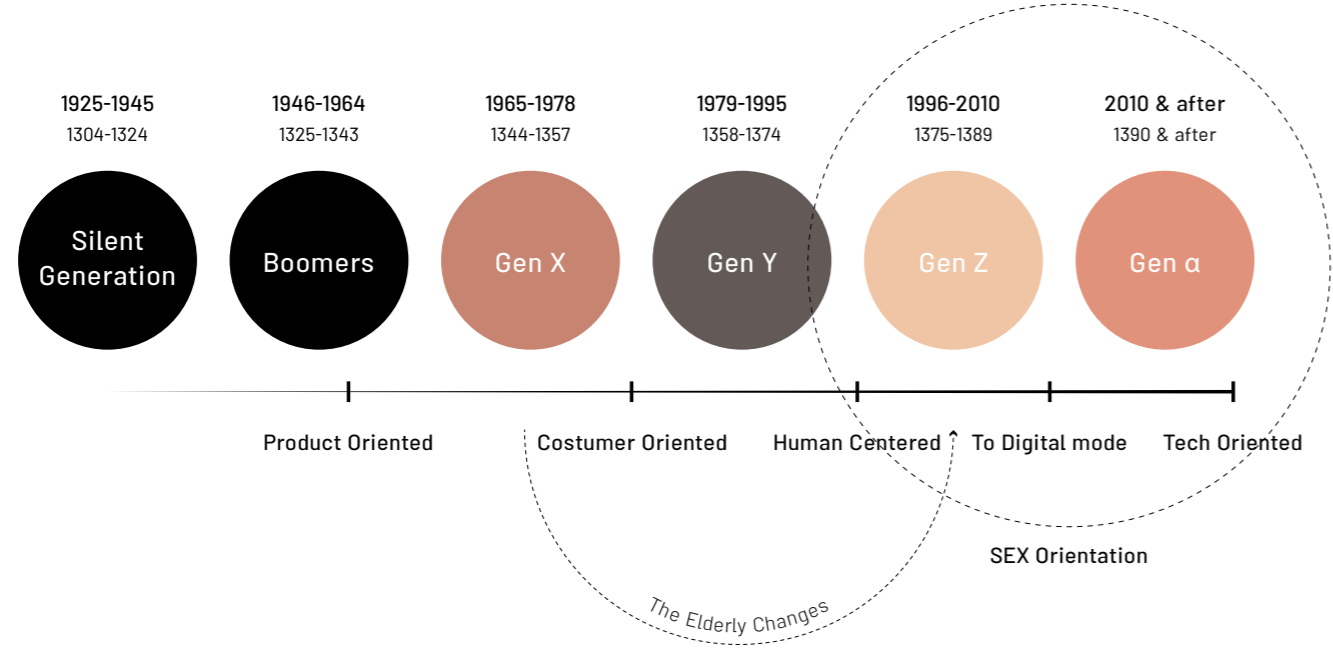 1925-1945
1304-1324
1946-1964
1325-1343
1965-1978
1344-1357
1979-1995
1358-1374
1996-2010
1375-1389
2010 & after
1390 & after
Silent
Generation
Boomers
Gen X
Gen Y
Gen Z
Gen α
Product Oriented
Costumer Oriented
Human Centered
To Digital mode
Tech Oriented
SEX Orientation
The Elderly Changes